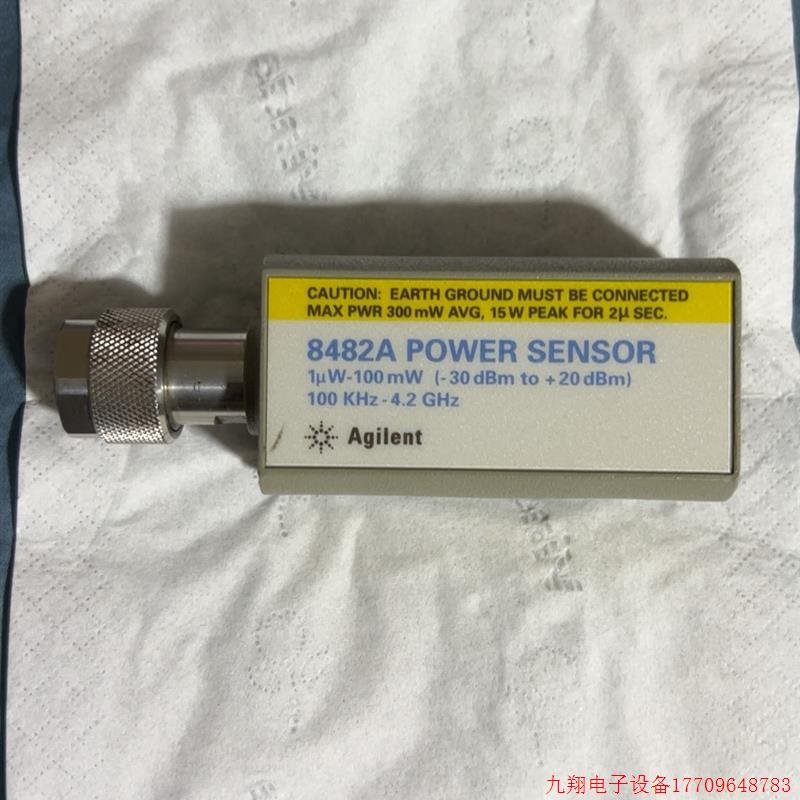 CAUTION: EARTH GROUND MUST BE CONNECTED
MAX PWR 300 mW AVG, 15 W PEAK FOR 2µ SEC.
8482A POWER SENSOR
1µW-100 mW (-30 dBm to +20 dBm)
100 KHz - 4.2 GHz
Agilent
九翔电子设备17709648783